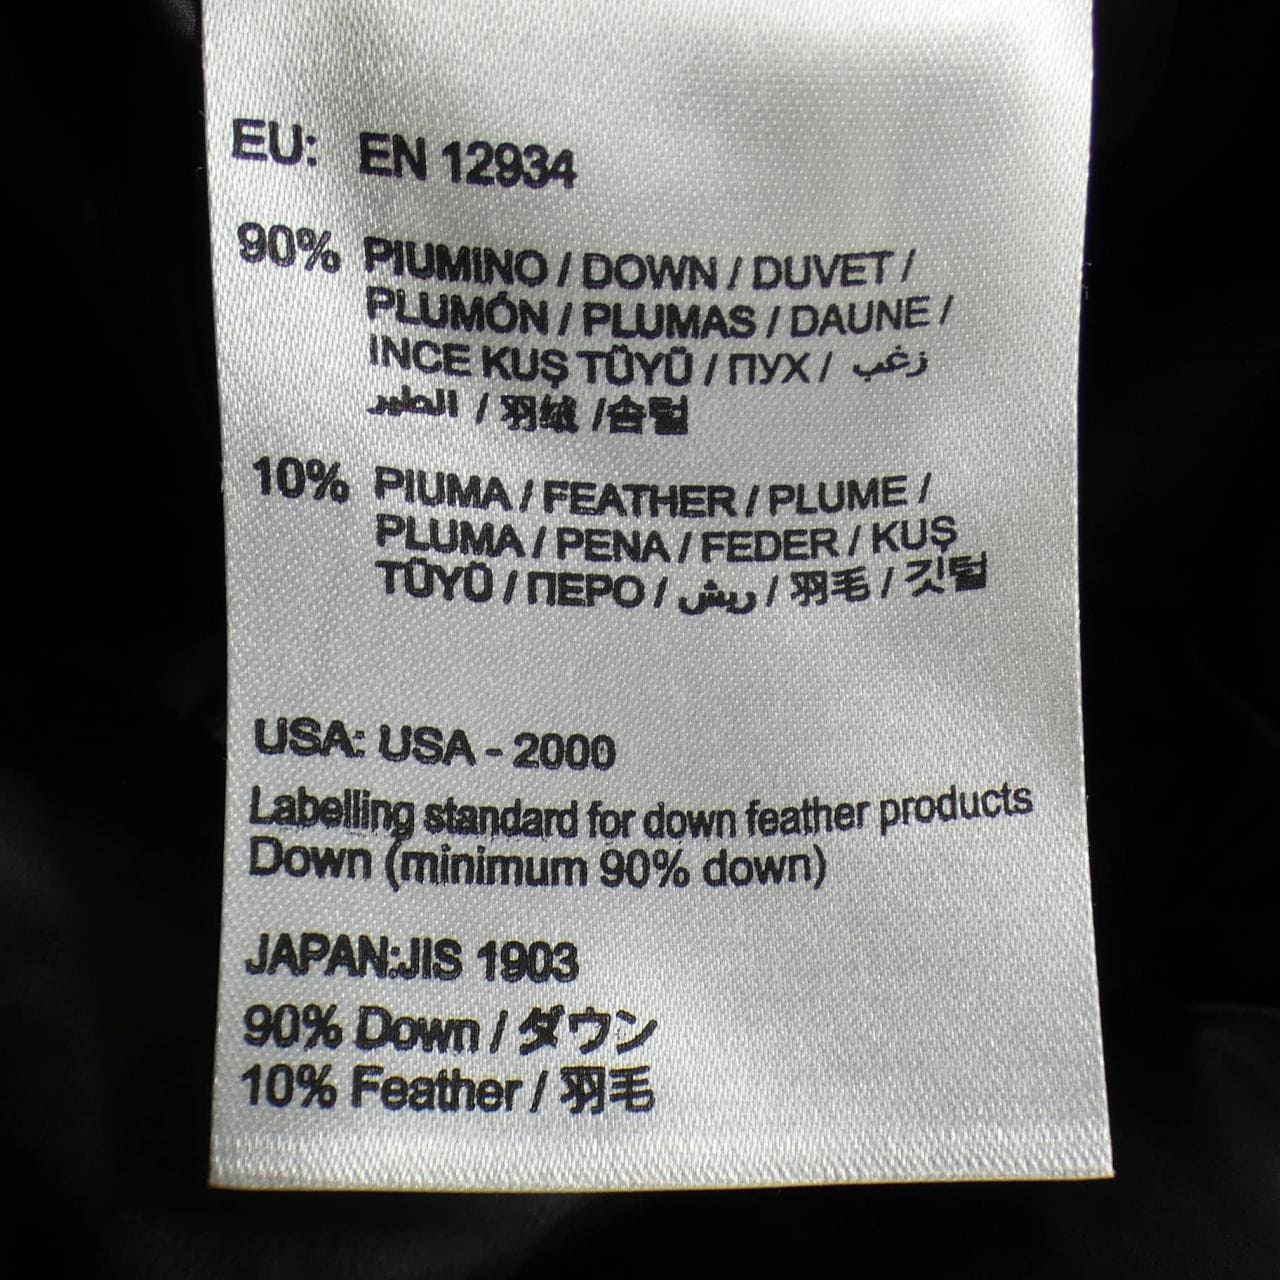 EU: EN 12934
90% PIUMINO / DOWN / DUVET /
PLUMÓN / PLUMAS / DAUNE /
INCE KUŞ TÜYÜ / ПУХ / زغب
الطير / 羽绒 /솜털
10% PIUMA / FEATHER / PLUME /
PLUMA / PENA / FEDER / KUŞ
TÜYÜ / ПЕРО / ريش / 羽毛 / 깃털
USA: USA - 2000
Labelling standard for down feather products
Down (minimum 90% down)
JAPAN:JIS 1903
90% Down / ダウン
10% Feather / 羽毛